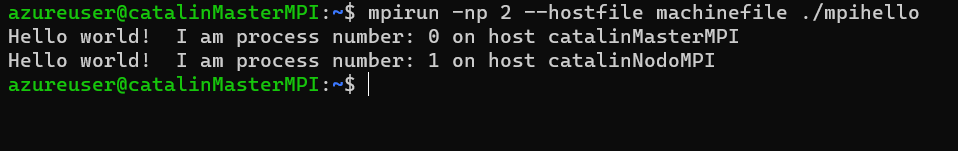 azureuser@catalinMasterMPI:~$ mpirun -np 2 --hostfile machinefile ./mpihello
Hello world!  I am process number: 0 on host catalinMasterMPI
Hello world!  I am process number: 1 on host catalinNodoMPI
azureuser@catalinMasterMPI:~$